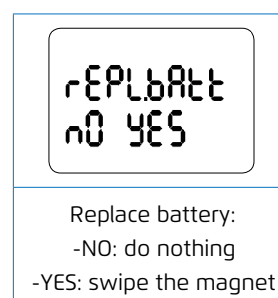 rEPL.bAtt
nO YES
Replace battery:
-NO: do nothing
-YES: swipe the magnet